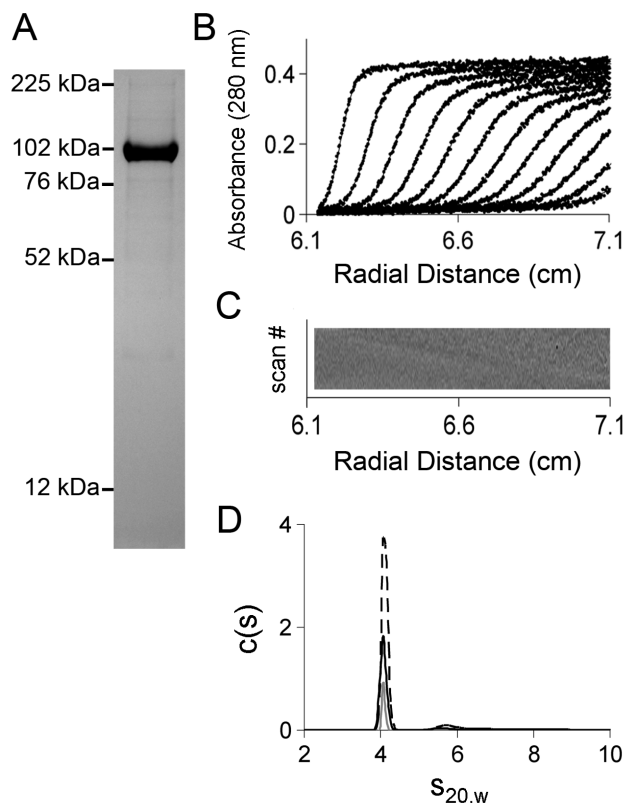 A
225 kDa
102 kDa
76 kDa
52 kDa
12 kDa
B
Absorbance (280 nm)
0.4
0.2
0
6.1
6.6
7.1
Radial Distance (cm)
C
scan #
6.1
6.6
7.1
Radial Distance (cm)
D
c(s)
4
2
0
2
4
6
8
10
s20,w